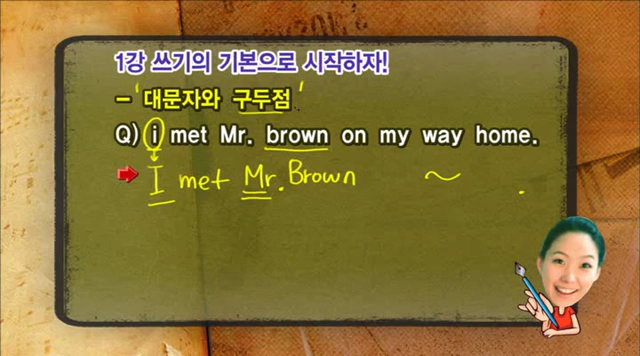 1강 쓰기의 기본으로 시작하자!
- '대문자와 구두점'
Q) i met Mr. brown on my way home.
I met Mr. Brown ~ .